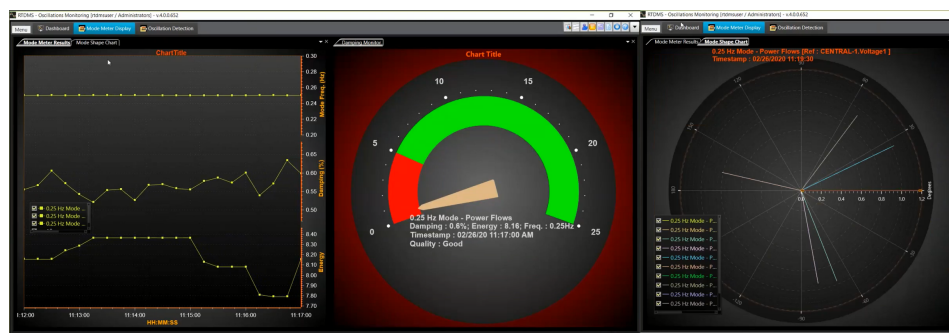 RTDMS - Oscillations Monitoring [rtdmsuser / Administrators] - v.4.0.0.652
Menu Dashboard Mode Meter Display Oscillation Detection
Mode Meter Results Mode Shape Chart
ChartTitle
0.30
0.28
0.26
0.24
0.22
0.20
Mode Freq. (Hz)
0.65
0.60
0.55
0.50
Damping (%)
8.40
8.30
8.20
8.10
8.00
7.90
7.80
7.70
Energy
0.25 Hz Mode ...
0.25 Hz Mode ...
0.25 Hz Mode ...
1:12:00 11:13:00 11:14:00 11:15:00 11:16:00 11:17:00
HH:MM:SS
Damping Monitor
Chart Title
0
5
10
15
20
25
0.25 Hz Mode - Power Flows
Damping : 0.6%; Energy : 8.16; Freq. : 0.25Hz
Timestamp : 02/26/20 11:17:00 AM
Quality : Good
RTDMS - Oscillations Monitoring [rtdmsuser / Administrators] - v.4.0.0.652
Menu Dashboard Mode Meter Display Oscillation Detection
Mode Meter Results Mode Shape Chart
0.25 Hz Mode - Power Flows [Ref : CENTRAL-1.Voltage1 ]
Timestamp : 02/26/2020 11:13:30
0.0 0.2 0.4 0.6 0.8 1.0 1.2
Degrees
0.25 Hz Mode - P...
0.25 Hz Mode - P...
0.25 Hz Mode - P...
0.25 Hz Mode - P...
0.25 Hz Mode - P...
0.25 Hz Mode - P...
0.25 Hz Mode - P...
0.25 Hz Mode - P...
0.25 Hz Mode - P...
0.25 Hz Mode - P...